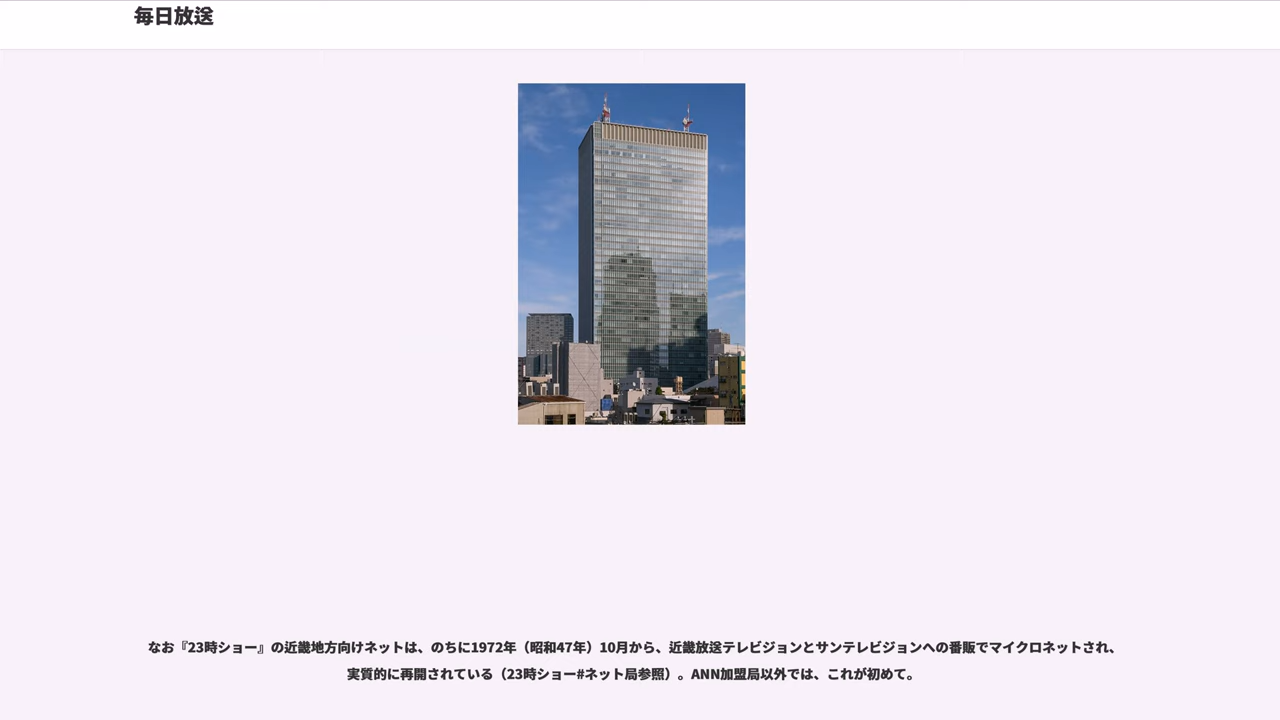 毎日放送
なお『23時ショー』の近畿地方向けネットは、のちに1972年（昭和47年）10月から、近畿放送テレビジョンとサンテレビジョンへの番販でマイクロネットされ、
実質的に再開されている（23時ショー#ネット局参照）。ANN加盟局以外では、これが初めて。